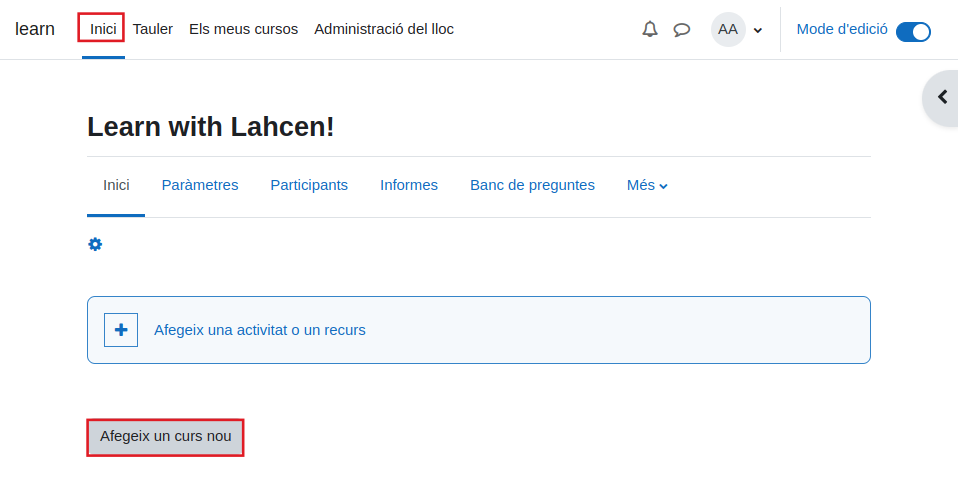 learn Inici Tauler Els meus cursos Administració del lloc AA Mode d'edició
Learn with Lahcen!
Inici Paràmetres Participants Informes Banc de preguntes Més
Afegeix una activitat o un recurs
Afegeix un curs nou